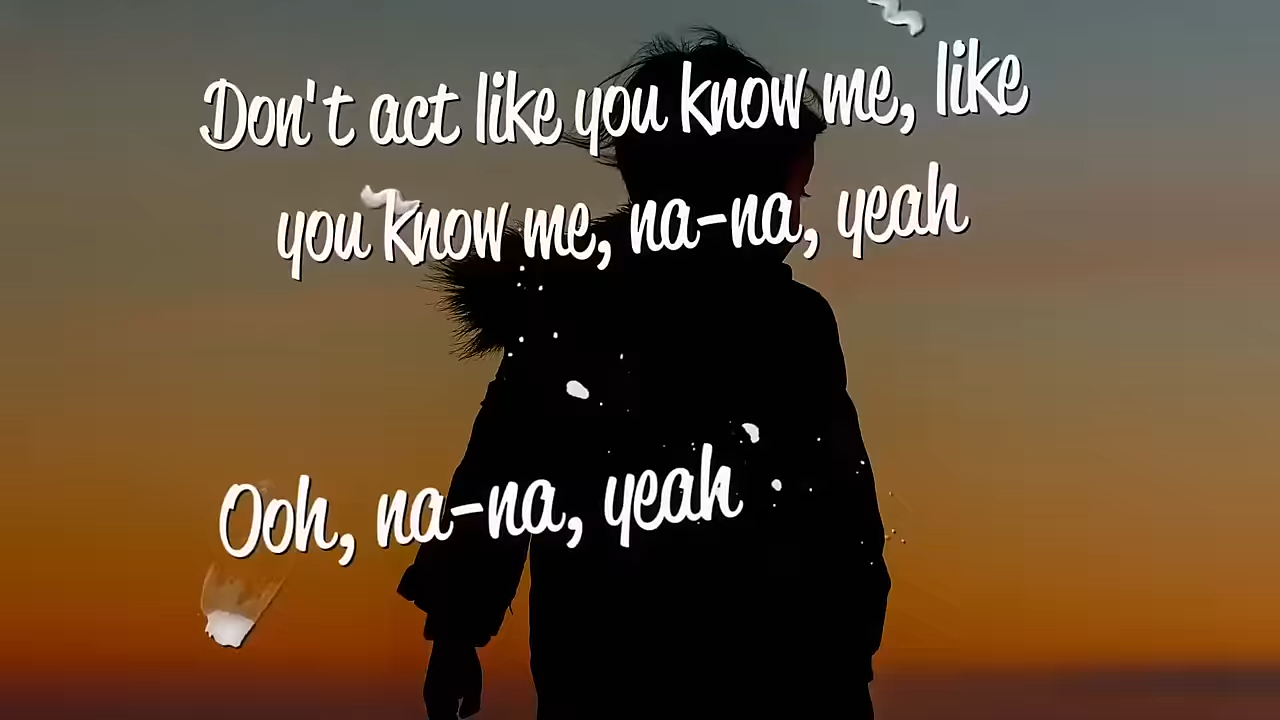 Don't act like you know me, like
you know me, na-na, yeah
Ooh, na-na, yeah